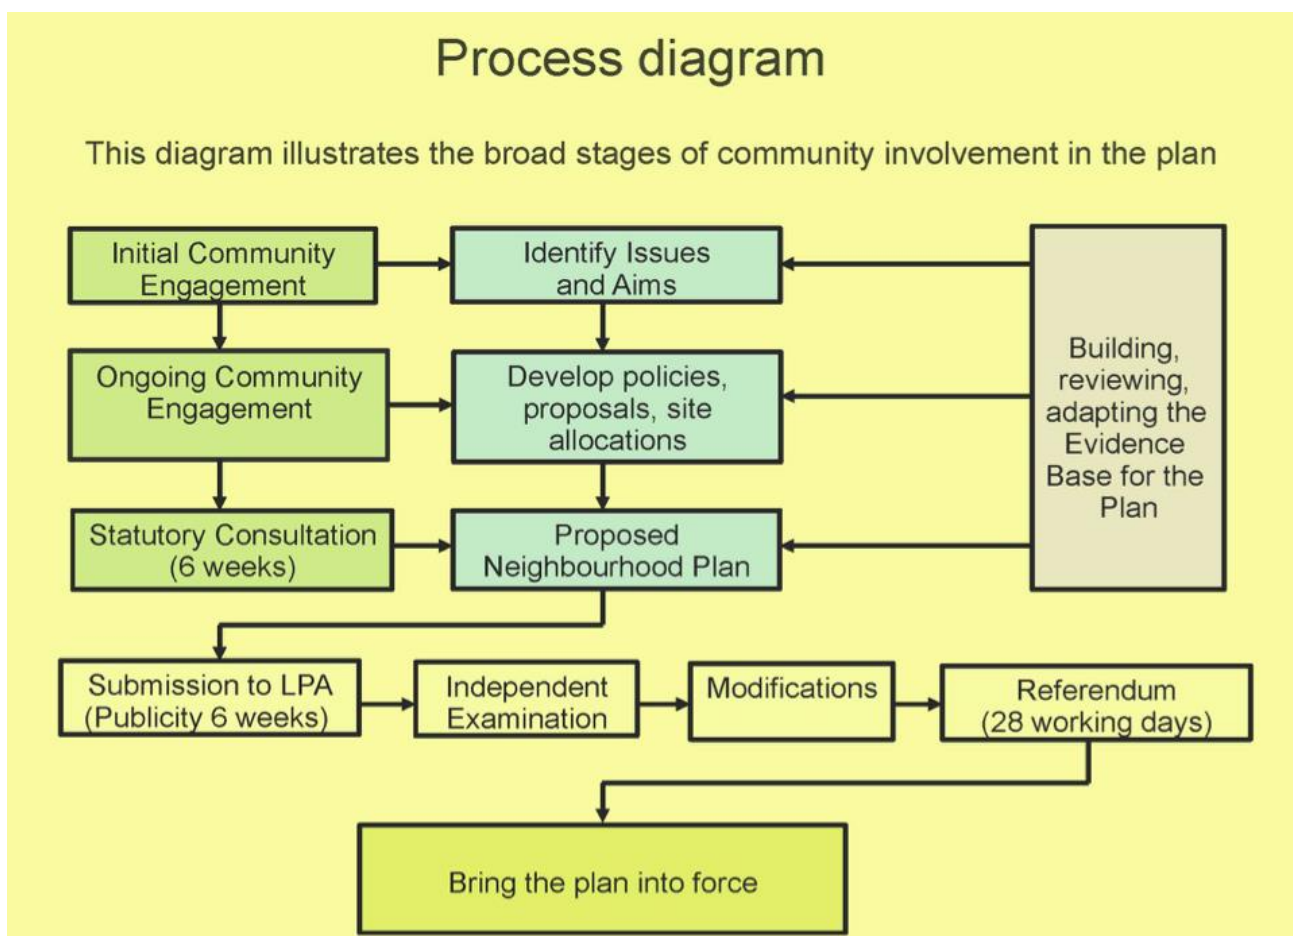 Process diagram
This diagram illustrates the broad stages of community involvement in the plan
Initial Community
Engagement
Identify Issues
and Aims
Building,
reviewing,
adapting the
Evidence
Base for the
Plan
Ongoing Community
Engagement
Develop policies,
proposals, site
allocations
Statutory Consultation
(6 weeks)
Proposed
Neighbourhood Plan
Submission to LPA
(Publicity 6 weeks)
Independent
Examination
Modifications
Referendum
(28 working days)
Bring the plan into force